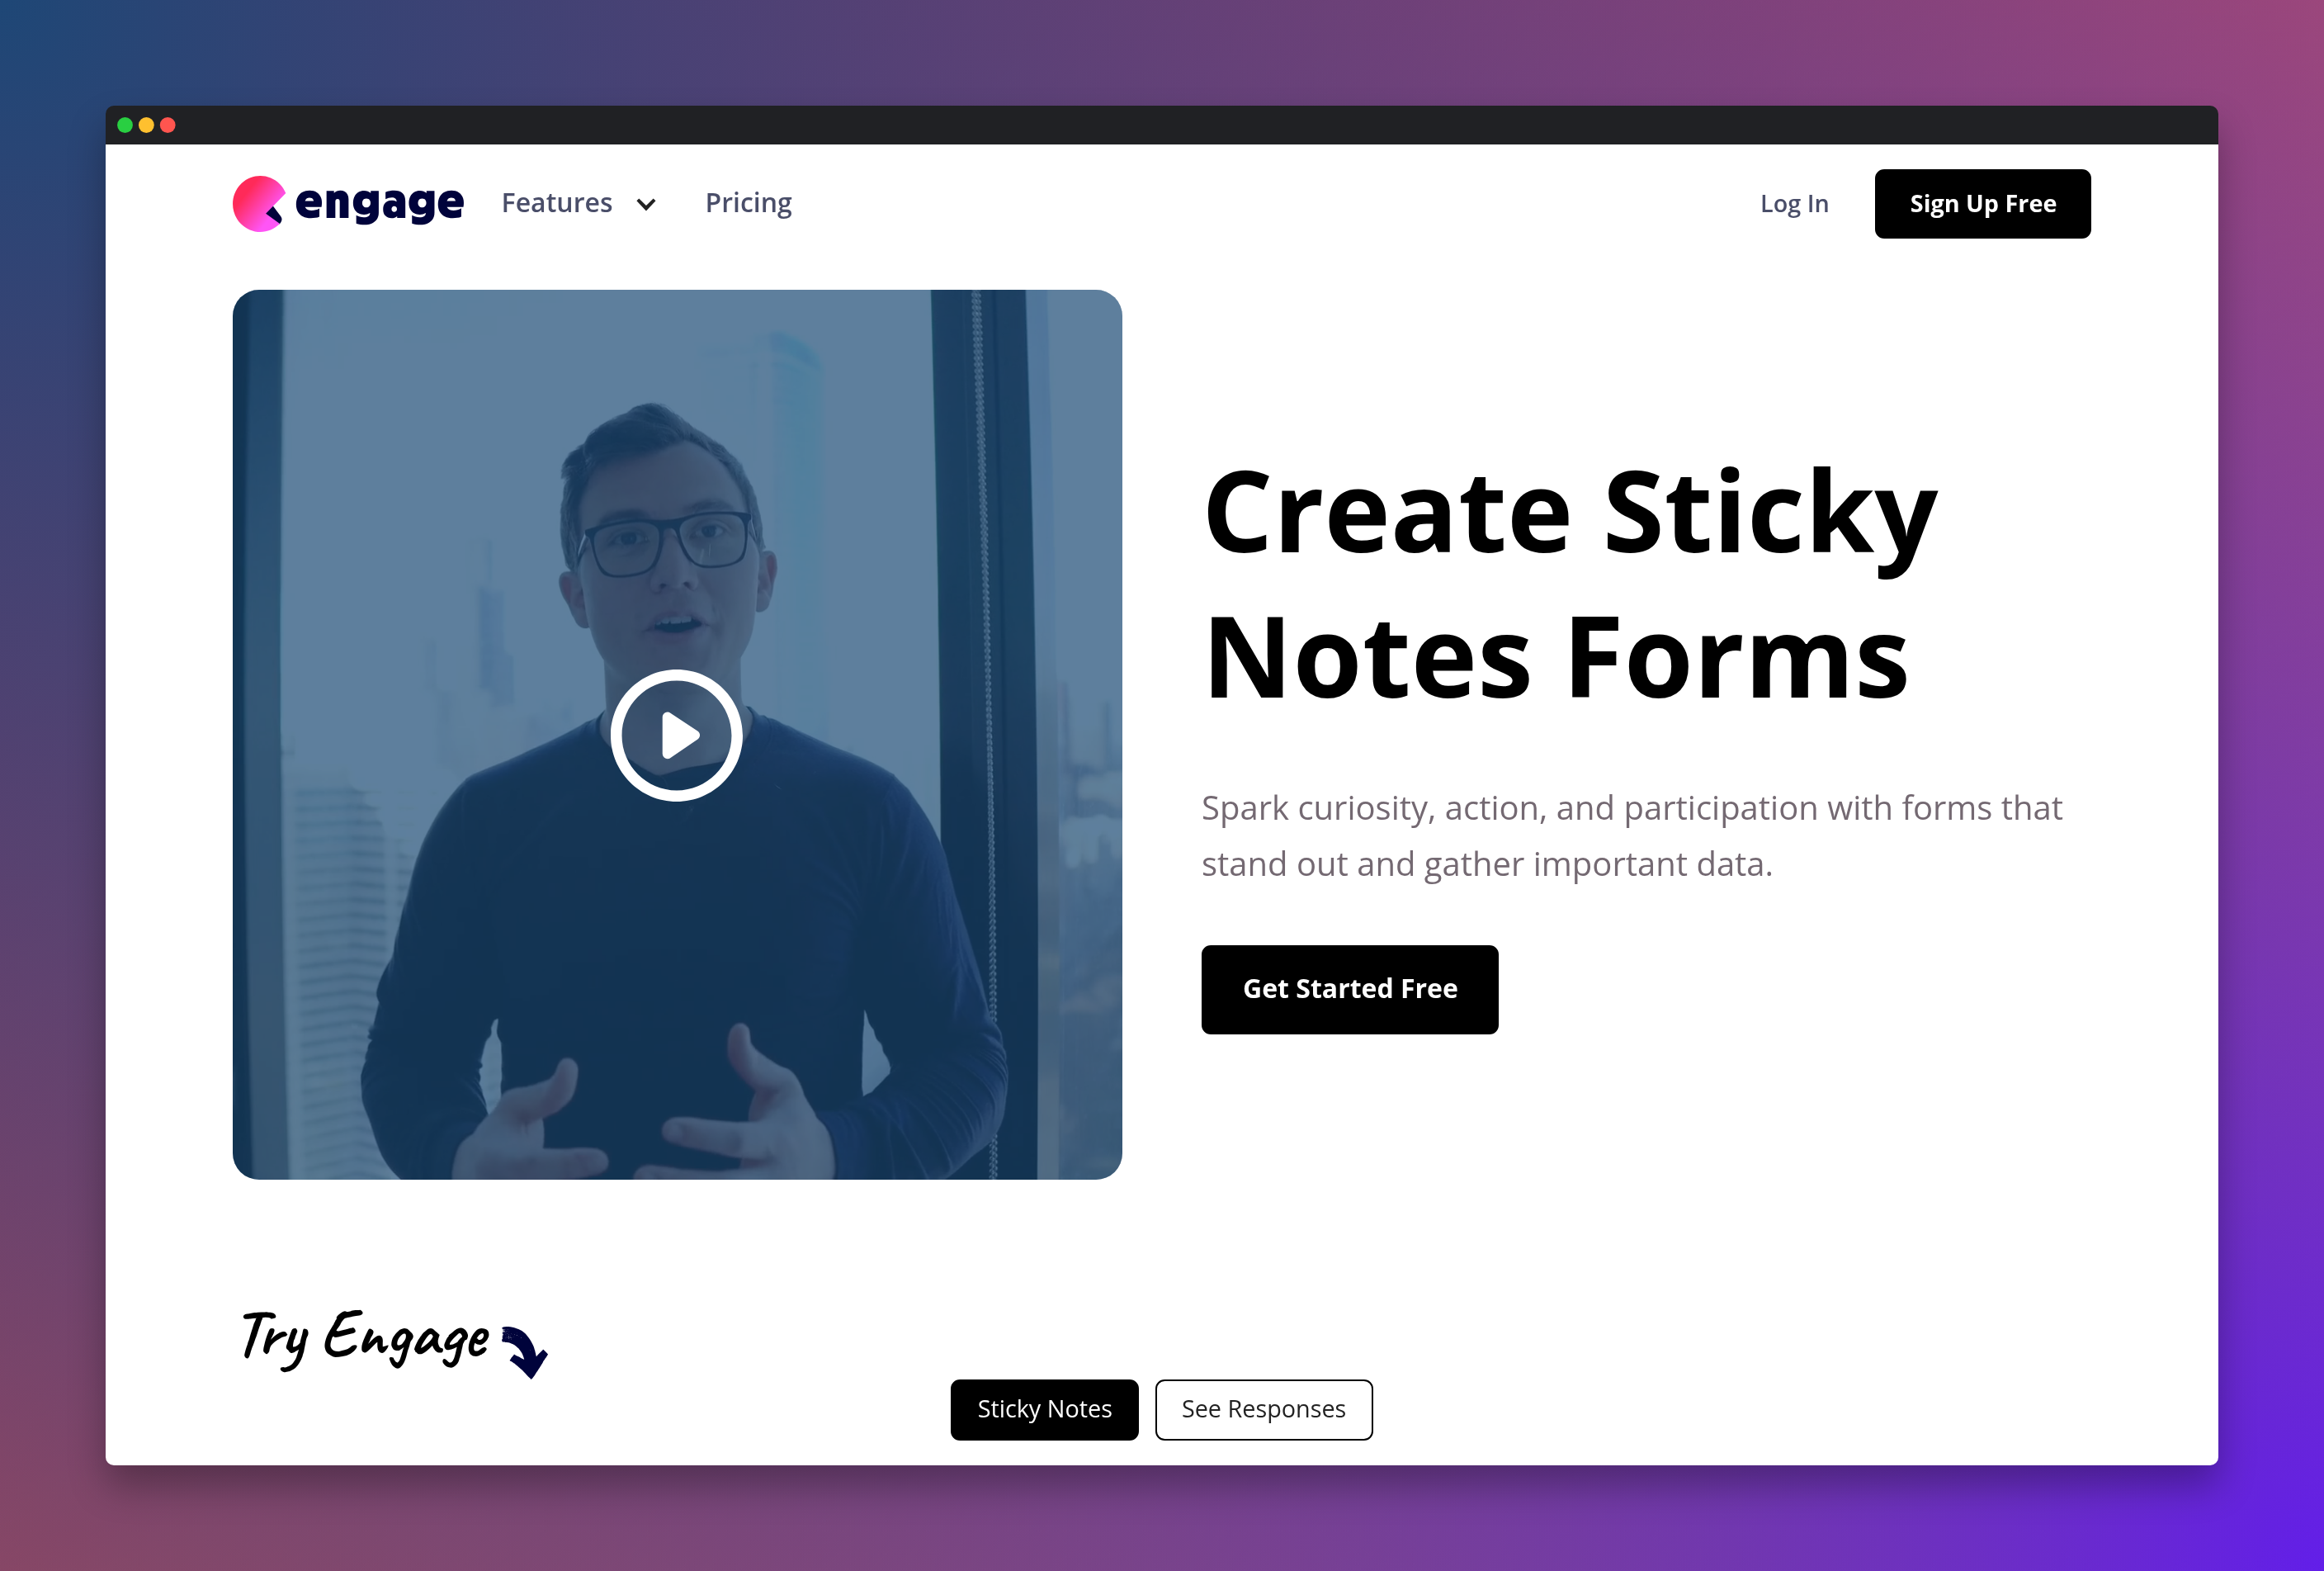 engage
Features
Pricing
Log In
Sign Up Free
Create Sticky
Notes Forms
Spark curiosity, action, and participation with forms that
stand out and gather important data.
Get Started Free
Try Engage
Sticky Notes
See Responses